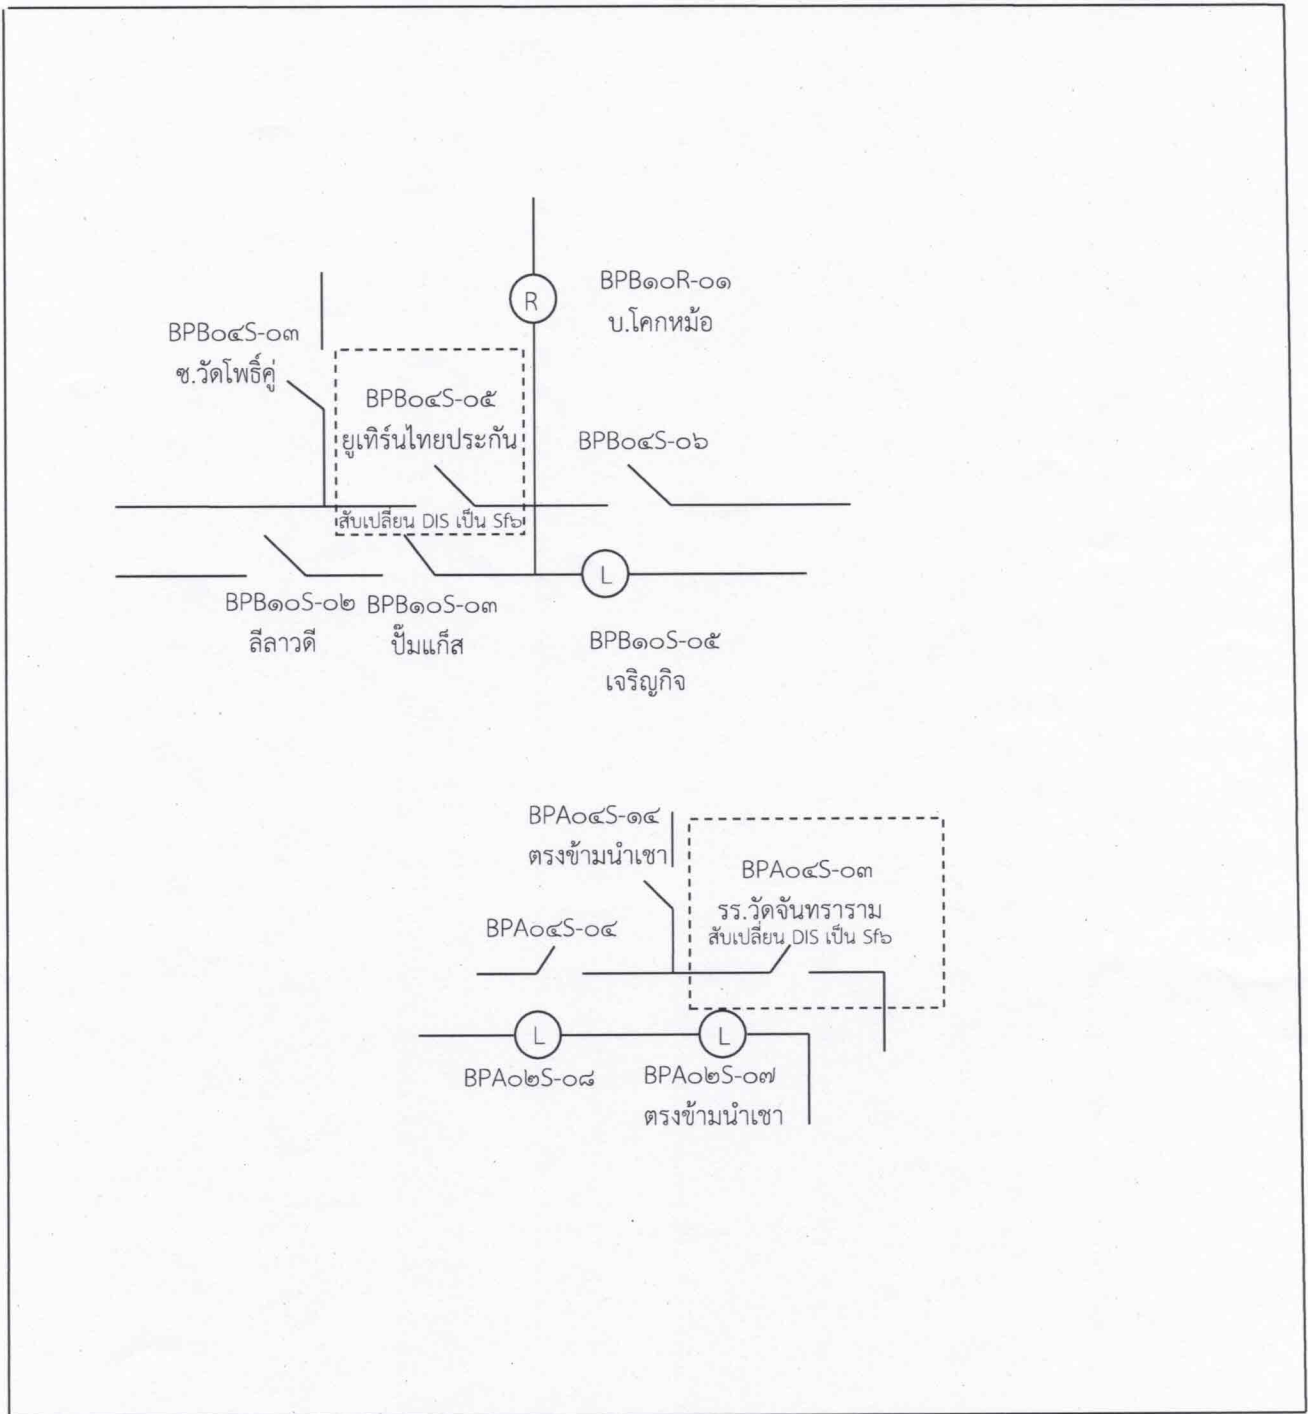 BPB๑๐R-๐๑
บ.โคกหม้อ
R
BPB๐๔S-๐๓
ซ.วัดโพธิ์คู่
BPB๐๔S-๐๕
ยูเทิร์นไทยประกัน
BPB๐๔S-๐๖
สับเปลี่ยน DIS เป็น Sf๖
L
BPB๑๐S-๐๒
ลีลาวดี
BPB๑๐S-๐๓
ปั๊มแก็ส
BPB๑๐S-๐๕
เจริญกิจ
BPA๐๔S-๑๔
ตรงข้ามนำเชา
BPA๐๔S-๐๓
รร.วัดจันทราราม
สับเปลี่ยน DIS เป็น Sf๖
BPA๐๔S-๐๔
L
L
BPA๐๒S-๐๘
BPA๐๒S-๐๗
ตรงข้ามนำเชา